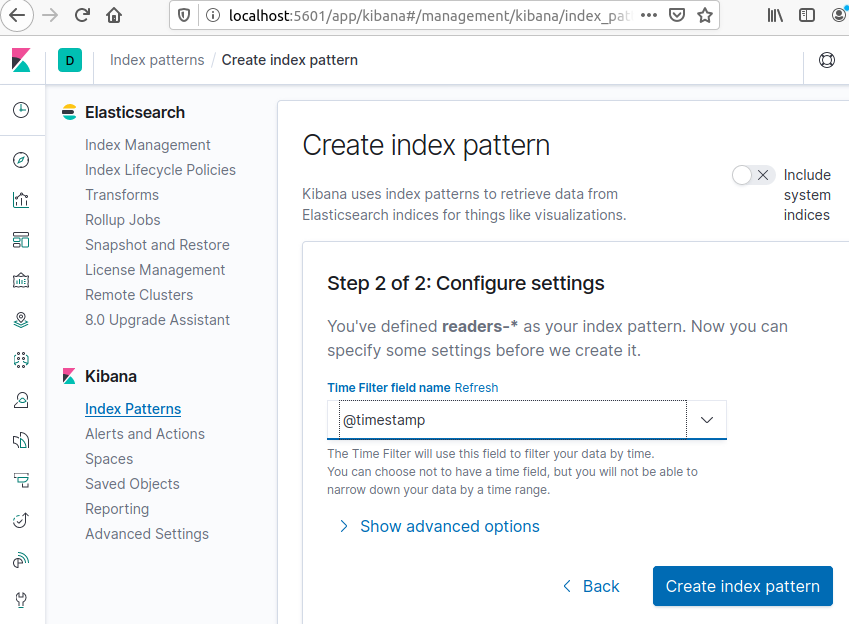 localhost:5601/app/kibana#/management/kibana/index_pat
D
Index patterns / Create index pattern
Elasticsearch
Index Management
Index Lifecycle Policies
Transforms
Rollup Jobs
Snapshot and Restore
License Management
Remote Clusters
8.0 Upgrade Assistant
Kibana
Index Patterns
Alerts and Actions
Spaces
Saved Objects
Reporting
Advanced Settings
Create index pattern
Kibana uses index patterns to retrieve data from
Elasticsearch indices for things like visualizations.
Include
system
indices
Step 2 of 2: Configure settings
You've defined readers-* as your index pattern. Now you can
specify some settings before we create it.
Time Filter field name Refresh
@timestamp
The Time Filter will use this field to filter your data by time.
You can choose not to have a time field, but you will not be able to
narrow down your data by a time range.
Show advanced options
Back
Create index pattern